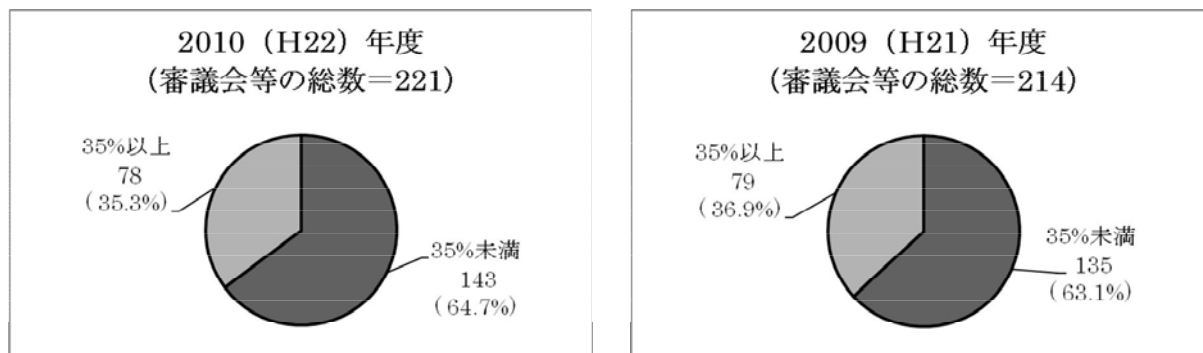 2010（H22）年度
（審議会等の総数＝221）
35%以上
78
(35.3%)
35%未満
143
(64.7%)
2009（H21）年度
（審議会等の総数＝214）
35%以上
79
(36.9%)
35%未満
135
(63.1%)